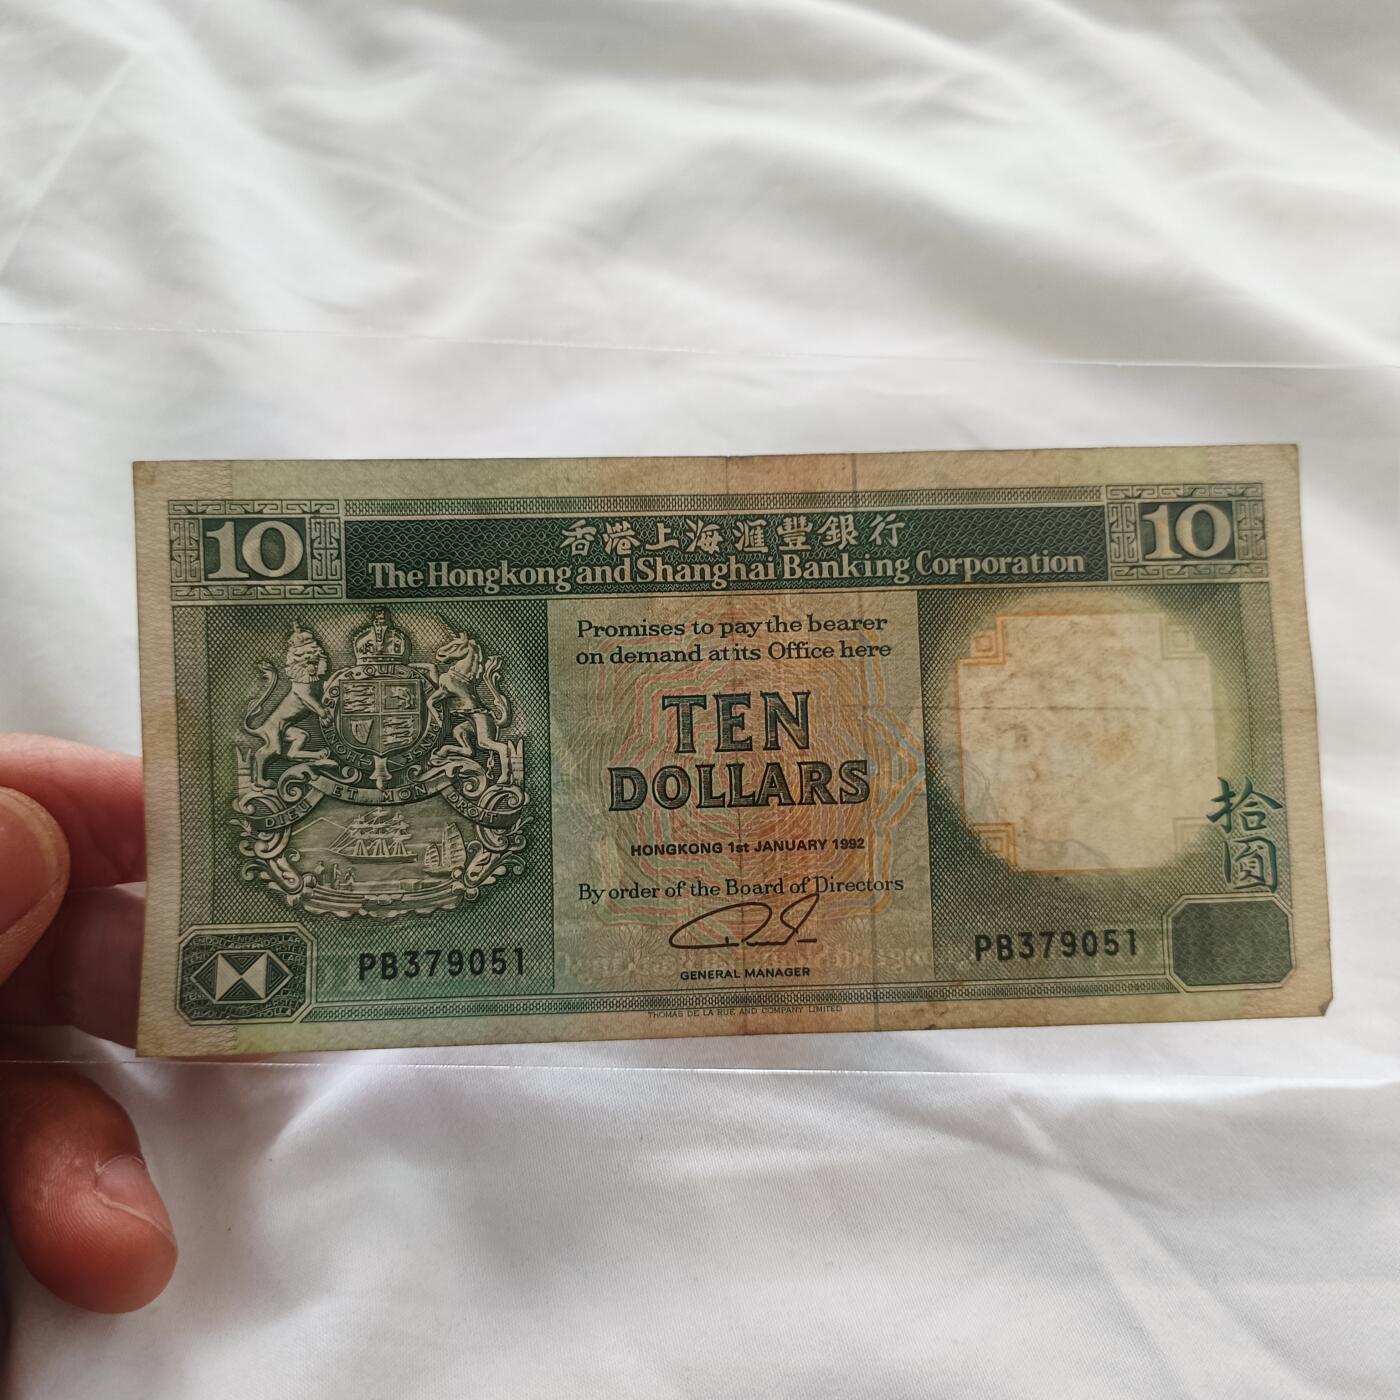 10
10
香港上海滙豐銀行
The Hongkong and Shanghai Banking Corporation
Promises to pay the bearer
on demand at its Office here
TEN
DOLLARS
HONGKONG 1st JANUARY 1992
By order of the Board of Directors
GENERAL MANAGER
DIEU ET MON DROIT
拾
圓
PB379051
PB379051
THOMAS DE LA RUE AND COMPANY LIMITED